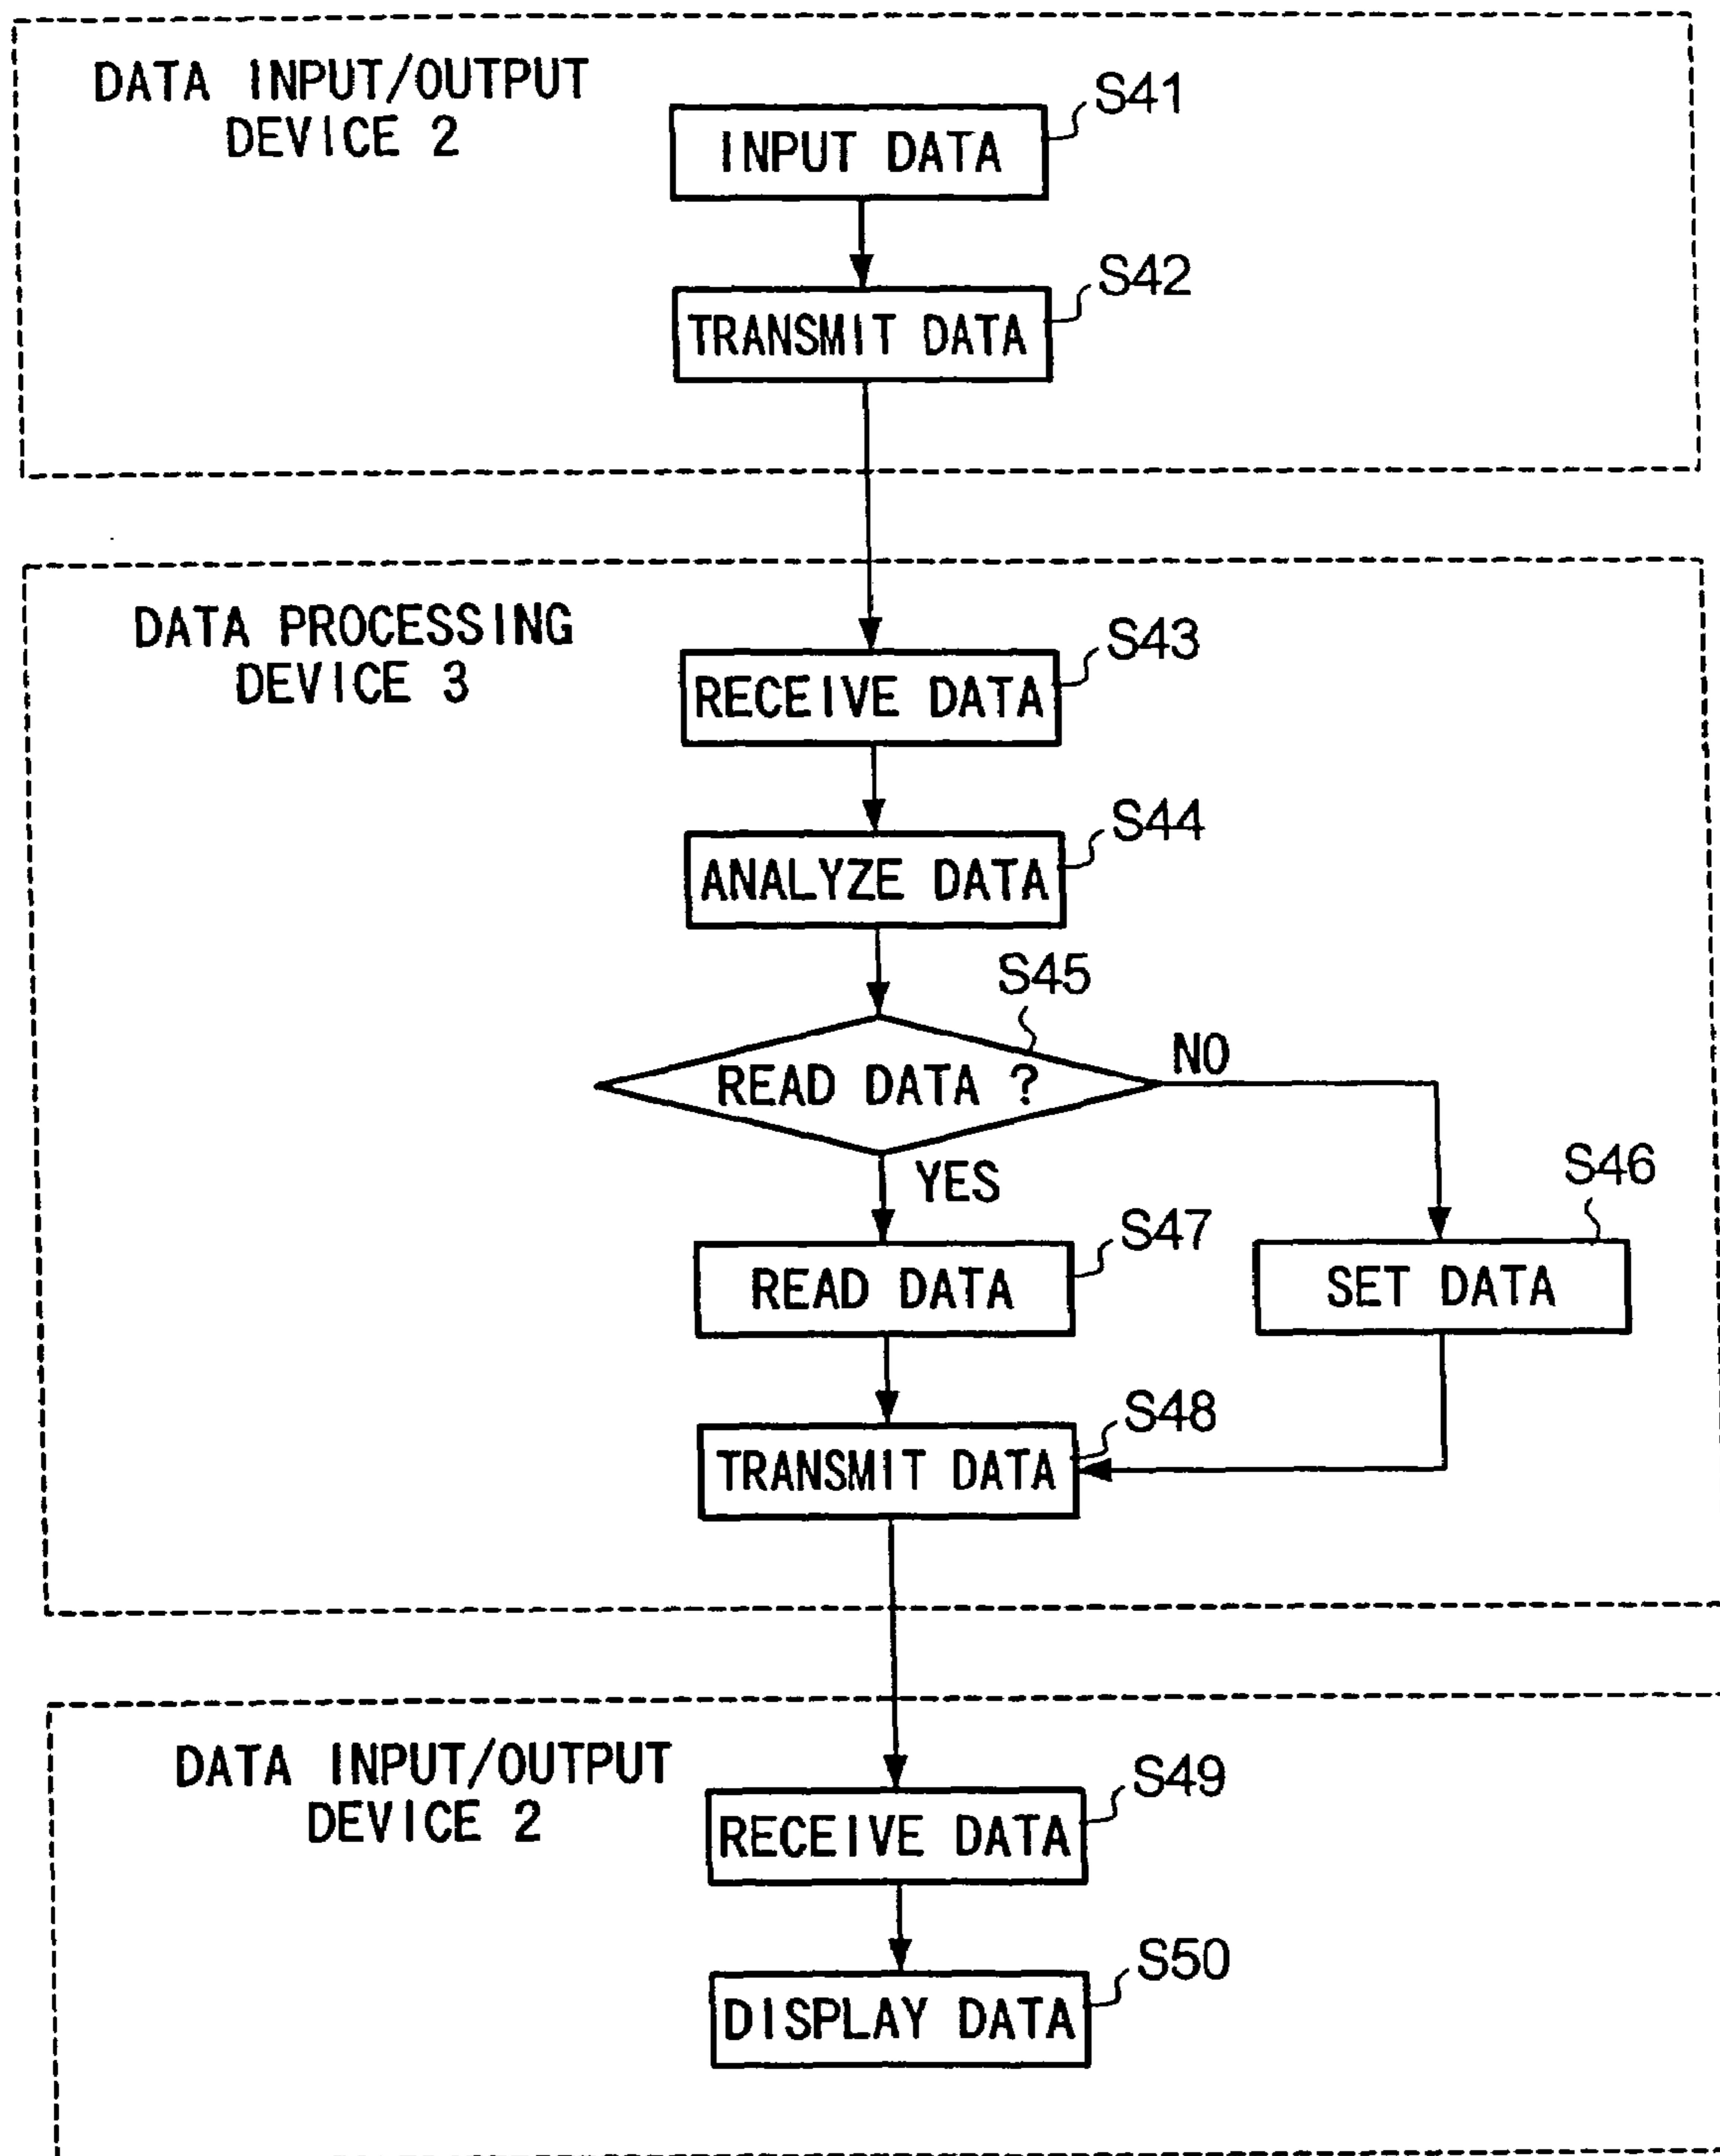 DATA INPUT/OUTPUT
DEVICE 2
S41
INPUT DATA
S42
TRANSMIT DATA
DATA PROCESSING
DEVICE 3
S43
RECEIVE DATA
S44
ANALYZE DATA
S45
READ DATA ?
NO
YES
S46
SET DATA
S47
READ DATA
S48
TRANSMIT DATA
DATA INPUT/OUTPUT
DEVICE 2
S49
RECEIVE DATA
S50
DISPLAY DATA